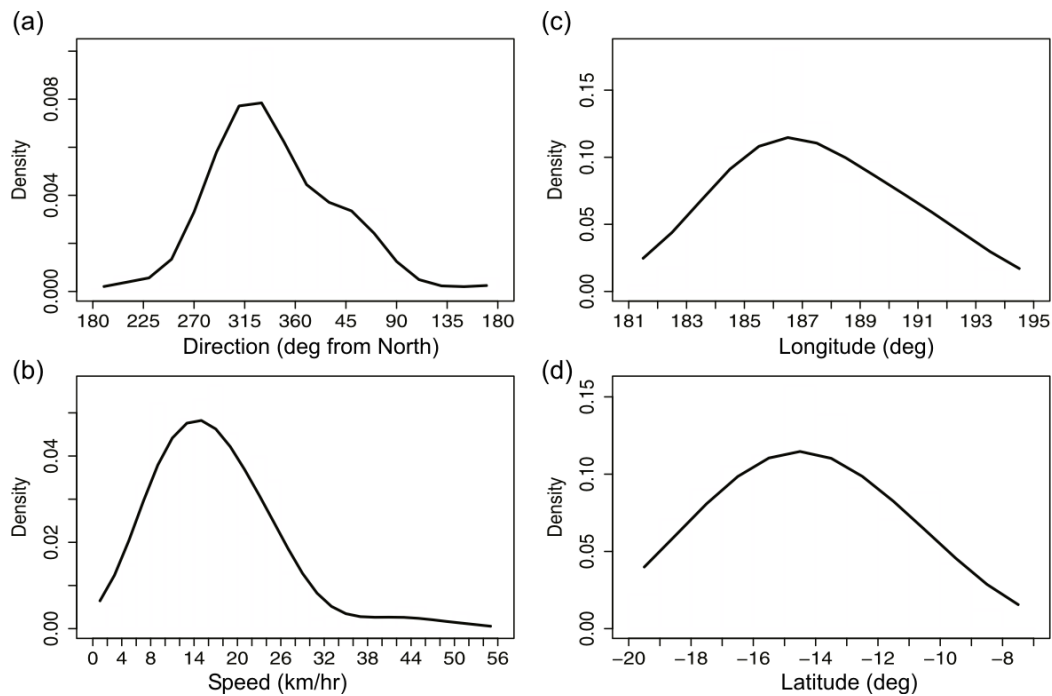 (a)
Density
0.000 0.004 0.008
180 225 270 315 360 45 90 135 180
Direction (deg from North)
(b)
Density
0.00 0.02 0.04
0 4 8 14 20 26 32 38 44 50 56
Speed (km/hr)
(c)
Density
0.00 0.05 0.10 0.15
181 183 185 187 189 191 193 195
Longitude (deg)
(d)
Density
0.00 0.05 0.10 0.15
−20 −18 −16 −14 −12 −10 −8
Latitude (deg)